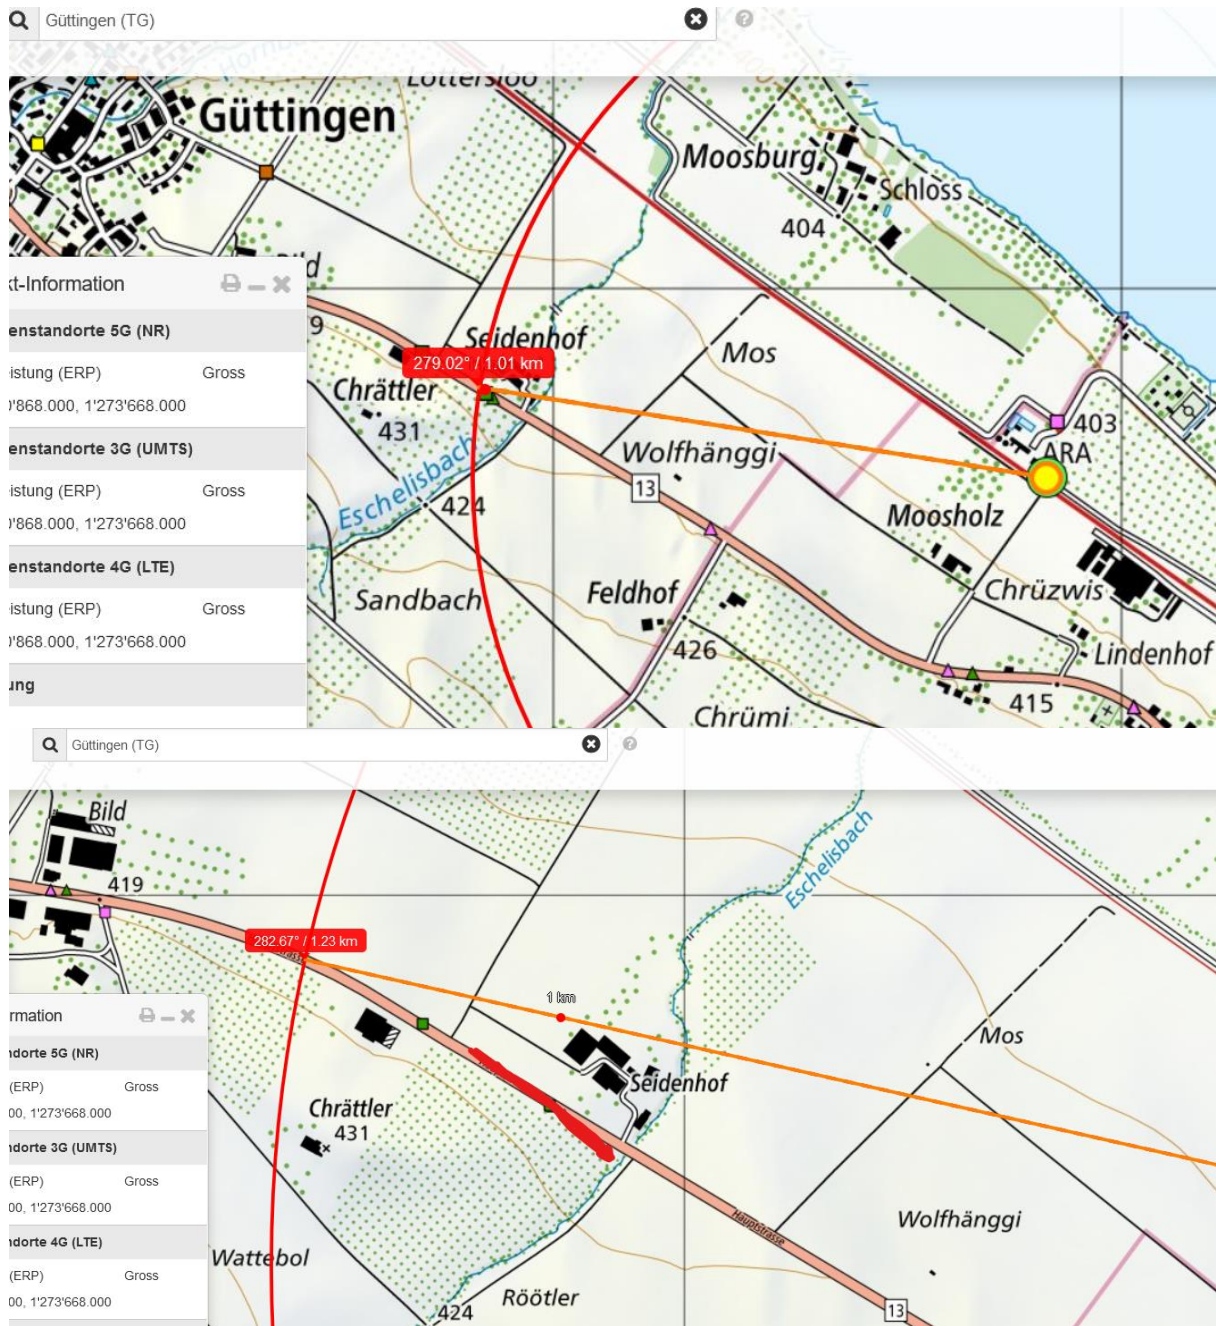 Güttingen (TG)
Lottersloo
Güttingen
Moosburg
Schloss
404
kt-Information
Bild
enstandorte 5G (NR)
9
Seidenhof
279.02° / 1.01 km
Mos
istung (ERP) Gross
Chrättler
'868.000, 1'273'668.000
431
403
enstandorte 3G (UMTS)
Wolfhänggi
ARA
istung (ERP) Gross
13
Eschelisbach
424
Moosholz
'868.000, 1'273'668.000
enstandorte 4G (LTE)
Feldhof
Chrüzwis
Sandbach
istung (ERP) Gross
'868.000, 1'273'668.000
426
Lindenhof
ung
415
Chrümi
Güttingen (TG)
Bild
419
Eschelisbach
282.67° / 1.23 km
1 km
rmation
Mos
ndorte 5G (NR)
Seidenhof
(ERP) Gross
Chrättler
00, 1'273'668.000
431
ndorte 3G (UMTS)
(ERP) Gross
00, 1'273'668.000
Hauptstrasse
Wolfhänggi
ndorte 4G (LTE)
Wattebol
(ERP) Gross
Röötler
00, 1'273'668.000
424
13